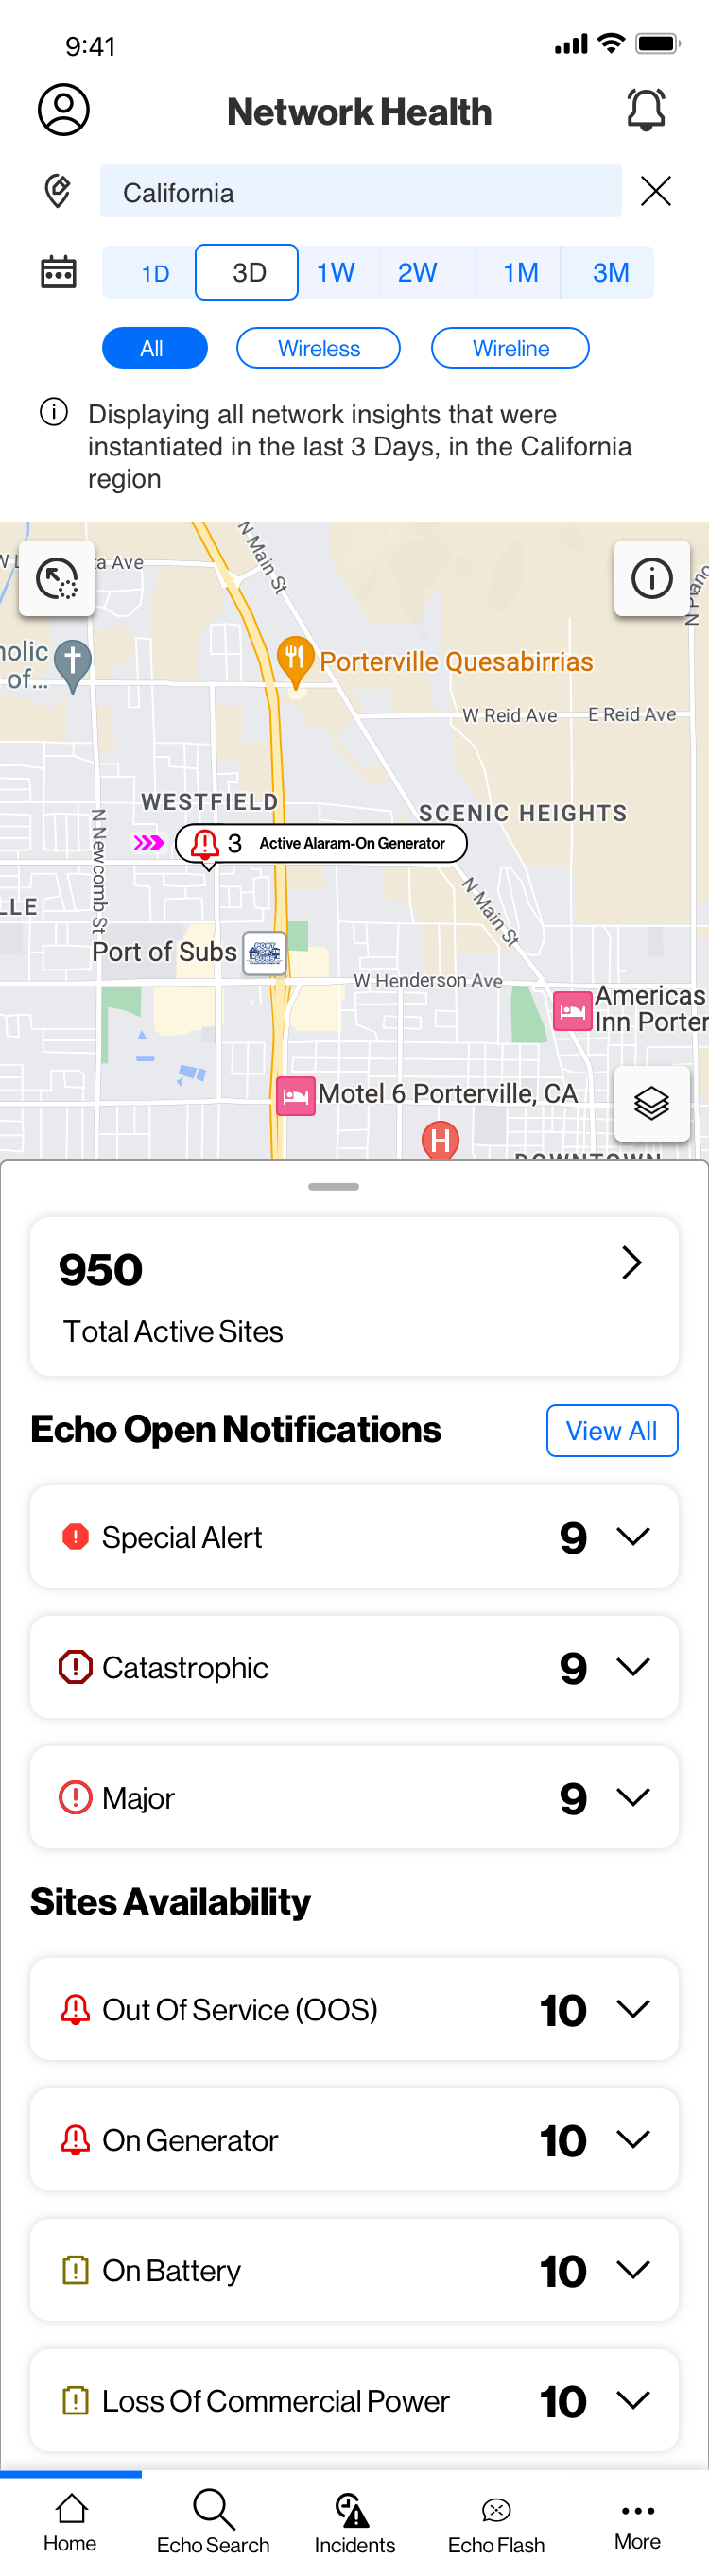 9:41
Network Health
California
1D 3D 1W 2W 1M 3M
All Wireless Wireline
Displaying all network insights that were
instantiated in the last 3 Days, in the California
region
N Main St
ta Ave
N Plano
holic
of...
Porterville Quesabirrias
W Reid Ave
E Reid Ave
WESTFIELD
SCENIC HEIGHTS
N Newcomb St
3 Active Alaram-On Generator
LLE
N Main St
Port of Subs
W Henderson Ave
Americas
Inn Porter
Motel 6 Porterville, CA
H
DOWNTOWN
950
Total Active Sites
Echo Open Notifications
View All
Special Alert 9
Catastrophic 9
Major 9
Sites Availability
Out Of Service (OOS) 10
On Generator 10
On Battery 10
Loss Of Commercial Power 10
Home Echo Search Incidents Echo Flash More